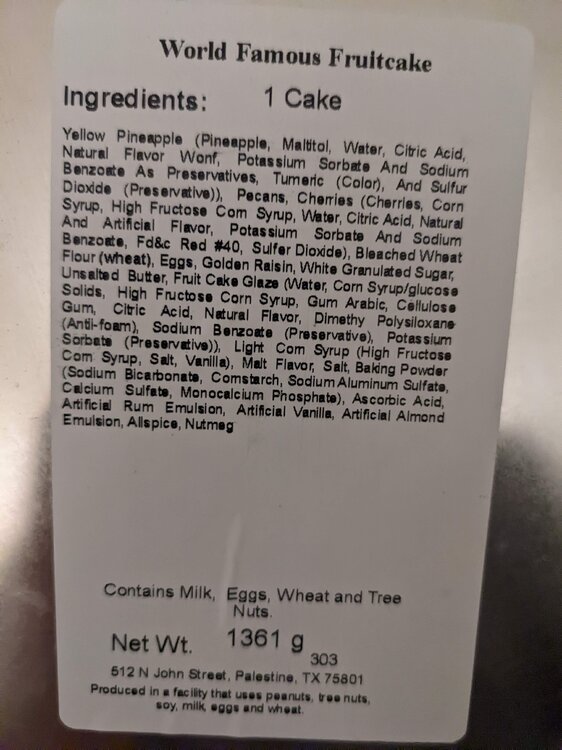 World Famous Fruitcake
Ingredients: 1 Cake
Yellow Pineapple (Pineapple, Maltitol, Water, Citric Acid,
Natural Flavor Wonf, Potassium Sorbate And Sodium
Benzoate As Preservatives, Tumeric (Color), And Sulfur
Dioxide (Preservative)), Pecans, Cherries (Cherries, Corn
Syrup, High Fructose Corn Syrup, Water, Citric Acid, Natural
And Artificial Flavor, Potassium Sorbate And Sodium
Benzoate, Fd&c Red #40, Sulfer Dioxide), Bleached Wheat
Flour (wheat), Eggs, Golden Raisin, White Granulated Sugar,
Unsalted Butter, Fruit Cake Glaze (Water, Corn Syrup/glucose
Solids, High Fructose Corn Syrup, Gum Arabic, Cellulose
Gum, Citric Acid, Natural Flavor, Dimethy Polysiloxane
(Antii-foam), Sodium Benzoate (Preservative), Potassium
Sorbate (Preservative)), Light Corn Syrup (High Fructose
Corn Syrup, Salt, Vanilla), Malt Flavor, Salt, Baking Powder
(Sodium Bicarbonate, Cornstarch, Sodium Aluminum Sulfate,
Calcium Sulfate, Monocalcium Phosphate), Ascorbic Acid,
Artificial Rum Emulsion, Artificial Vanilla, Artificial Almond
Emulsion, Allspice, Nutmeg
Contains Milk, Eggs, Wheat and Tree
Nuts.
Net Wt. 1361 g
303
512 N John Street, Palestine, TX 75801
Produced in a facility that uses peanuts, tree nuts,
soy, milk, eggs and wheat.